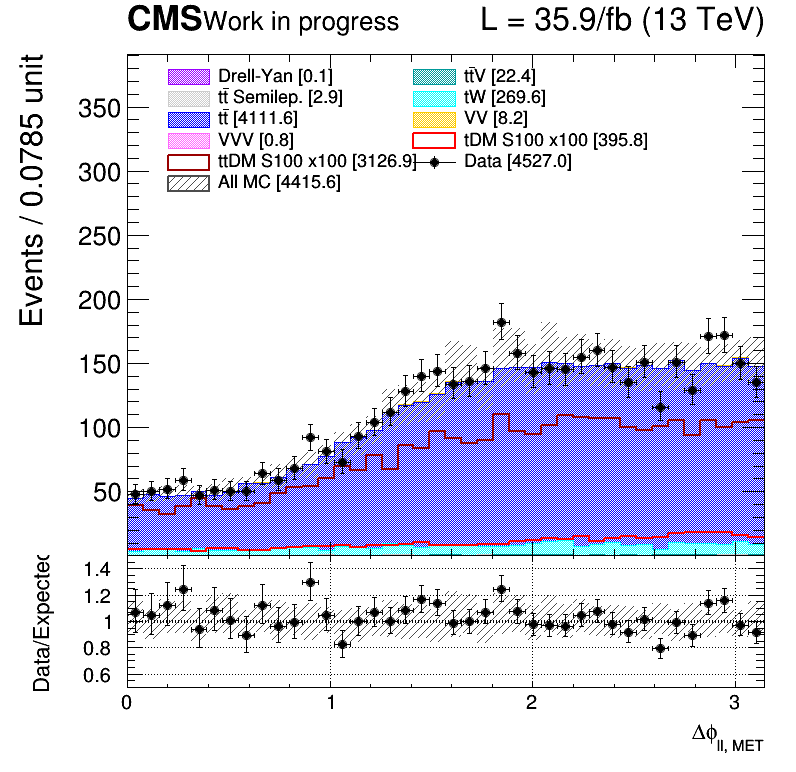 CMS Work in progress L = 35.9/fb (13 TeV)
Events / 0.0785 unit
350
300
250
200
150
100
50
Drell-Yan [0.1]
tt̄V [22.4]
tt̄ Semilep. [2.9]
tW [269.6]
tt̄ [4111.6]
VV [8.2]
VVV [0.8]
tDM S100 x100 [395.8]
ttDM S100 x100 [3126.9]
Data [4527.0]
All MC [4415.6]
Data/Expected
1.4
1.2
1
0.8
0.6
0 1 2 3
Δϕll, MET